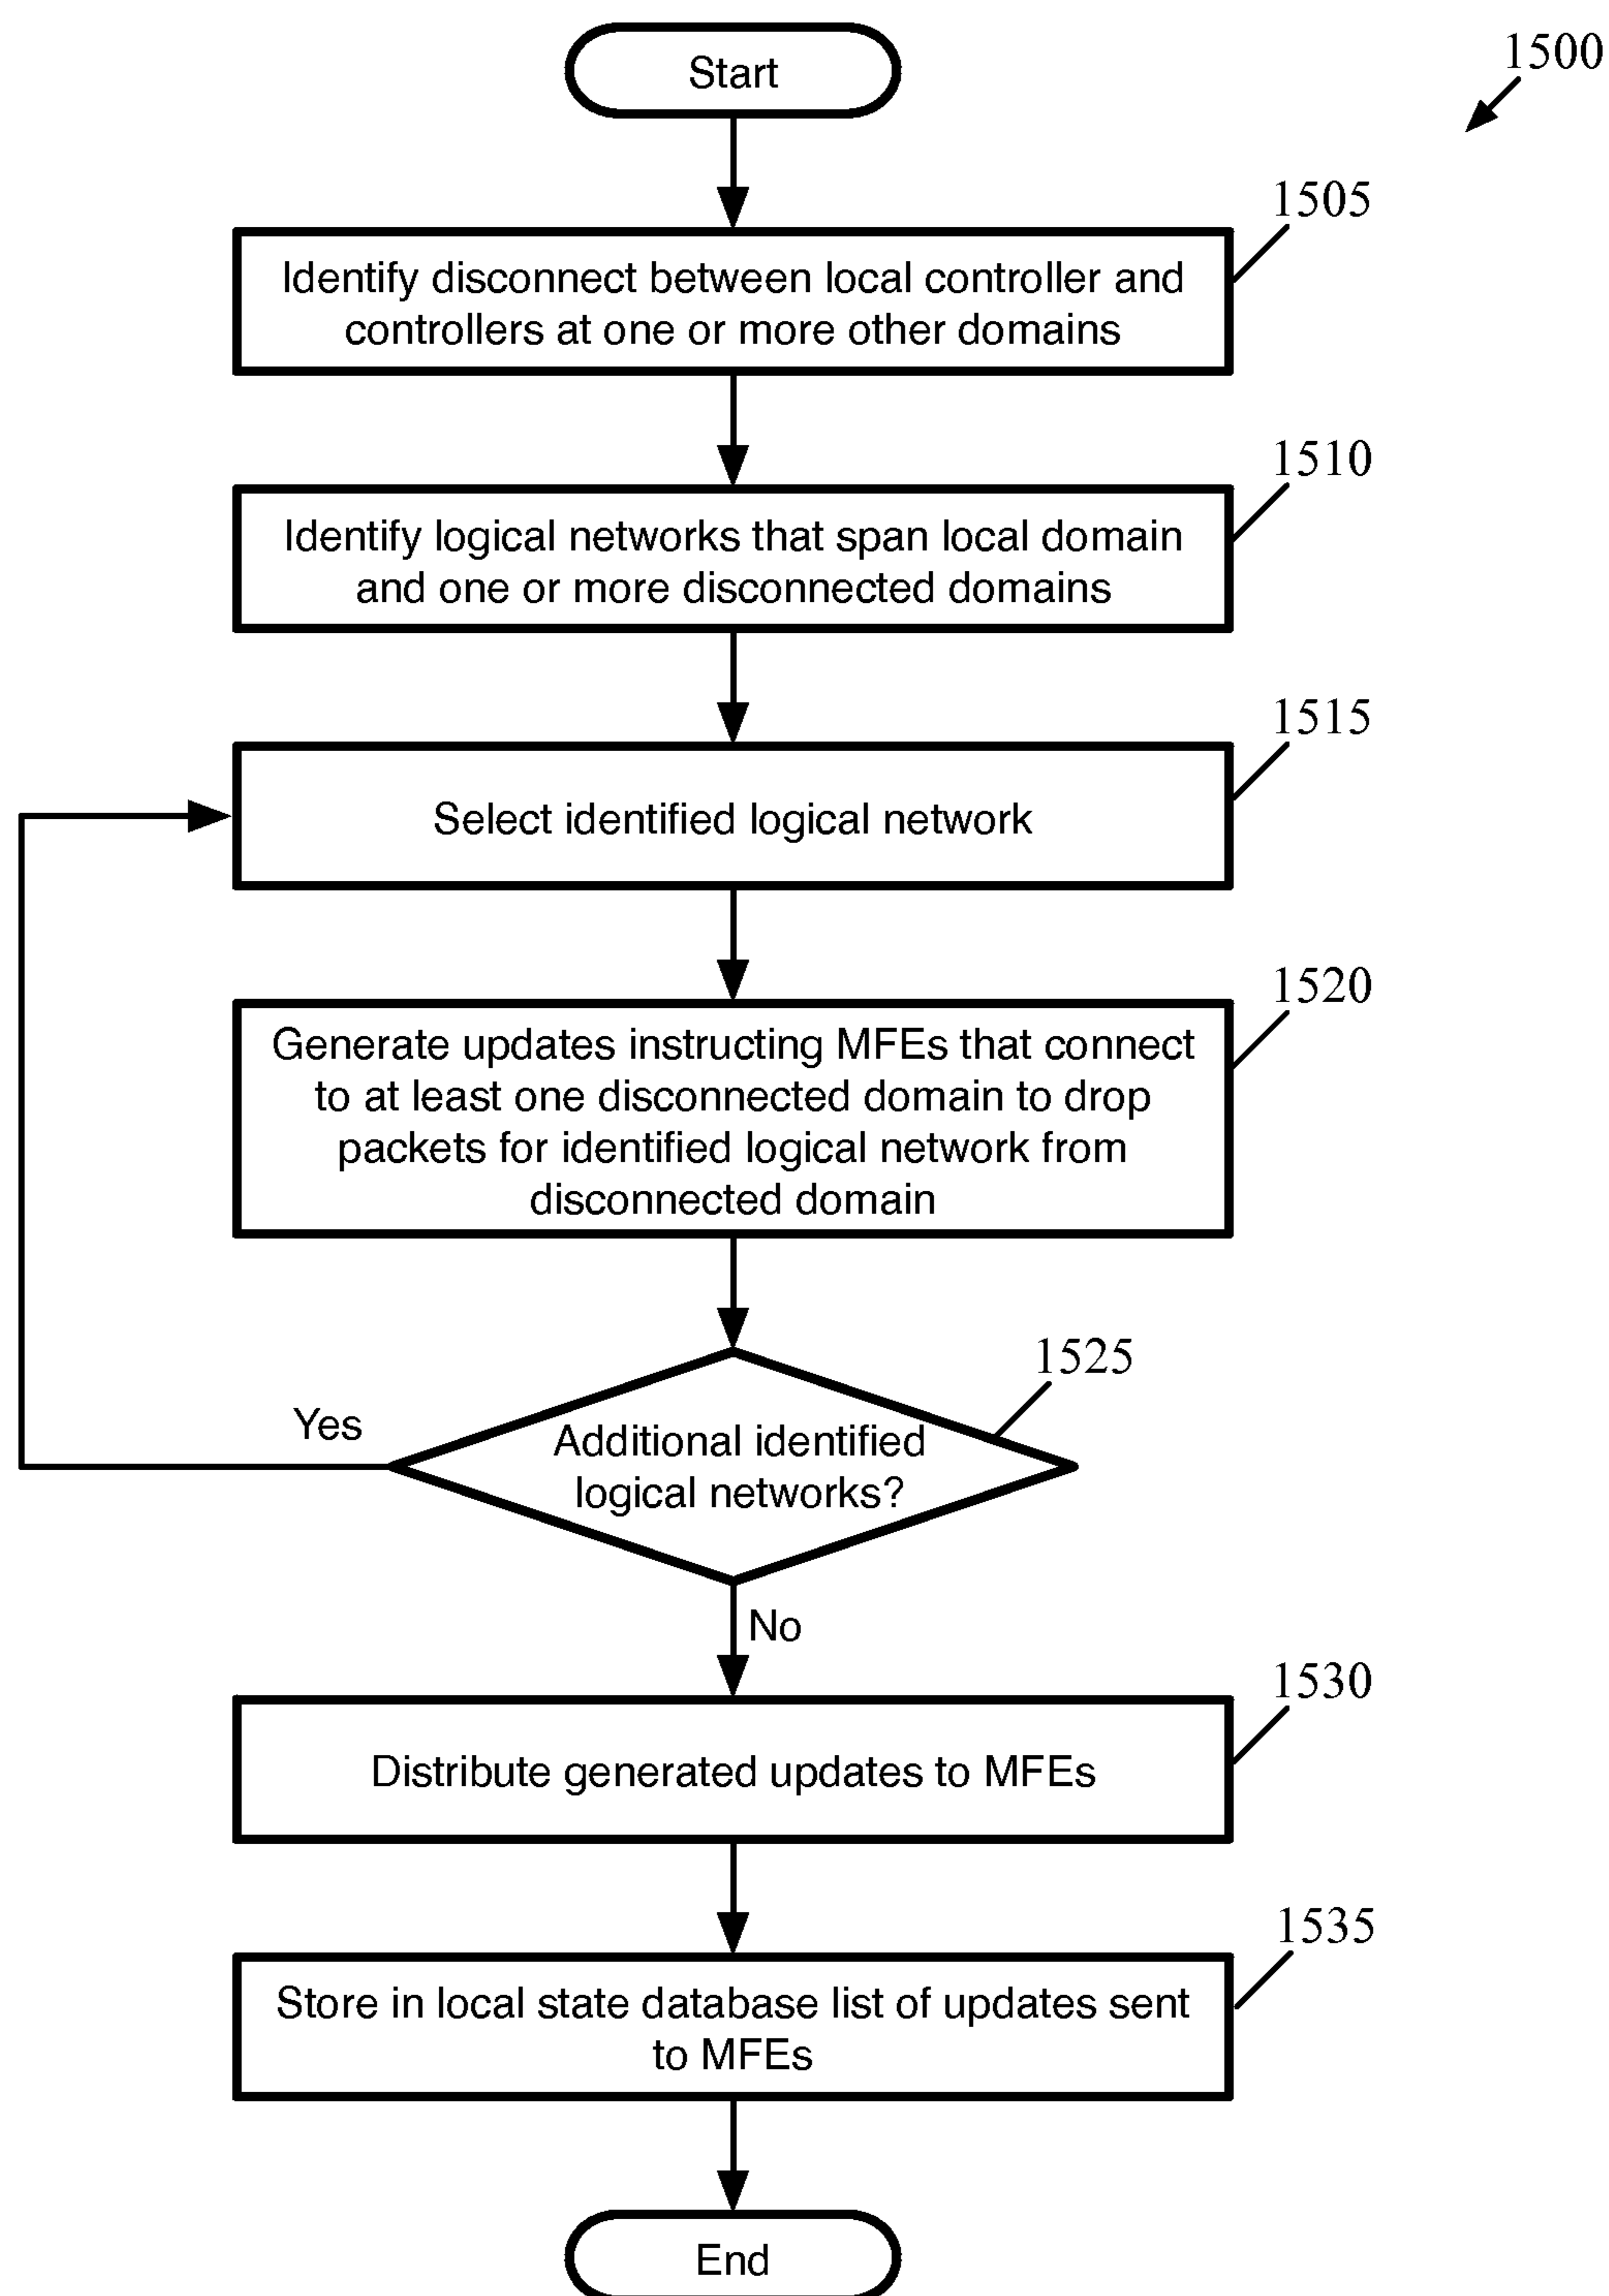 Start
1500
1505
Identify disconnect between local controller and
controllers at one or more other domains
1510
Identify logical networks that span local domain
and one or more disconnected domains
1515
Select identified logical network
1520
Generate updates instructing MFEs that connect
to at least one disconnected domain to drop
packets for identified logical network from
disconnected domain
1525
Yes
Additional identified
logical networks?
No
1530
Distribute generated updates to MFEs
1535
Store in local state database list of updates sent
to MFEs
End